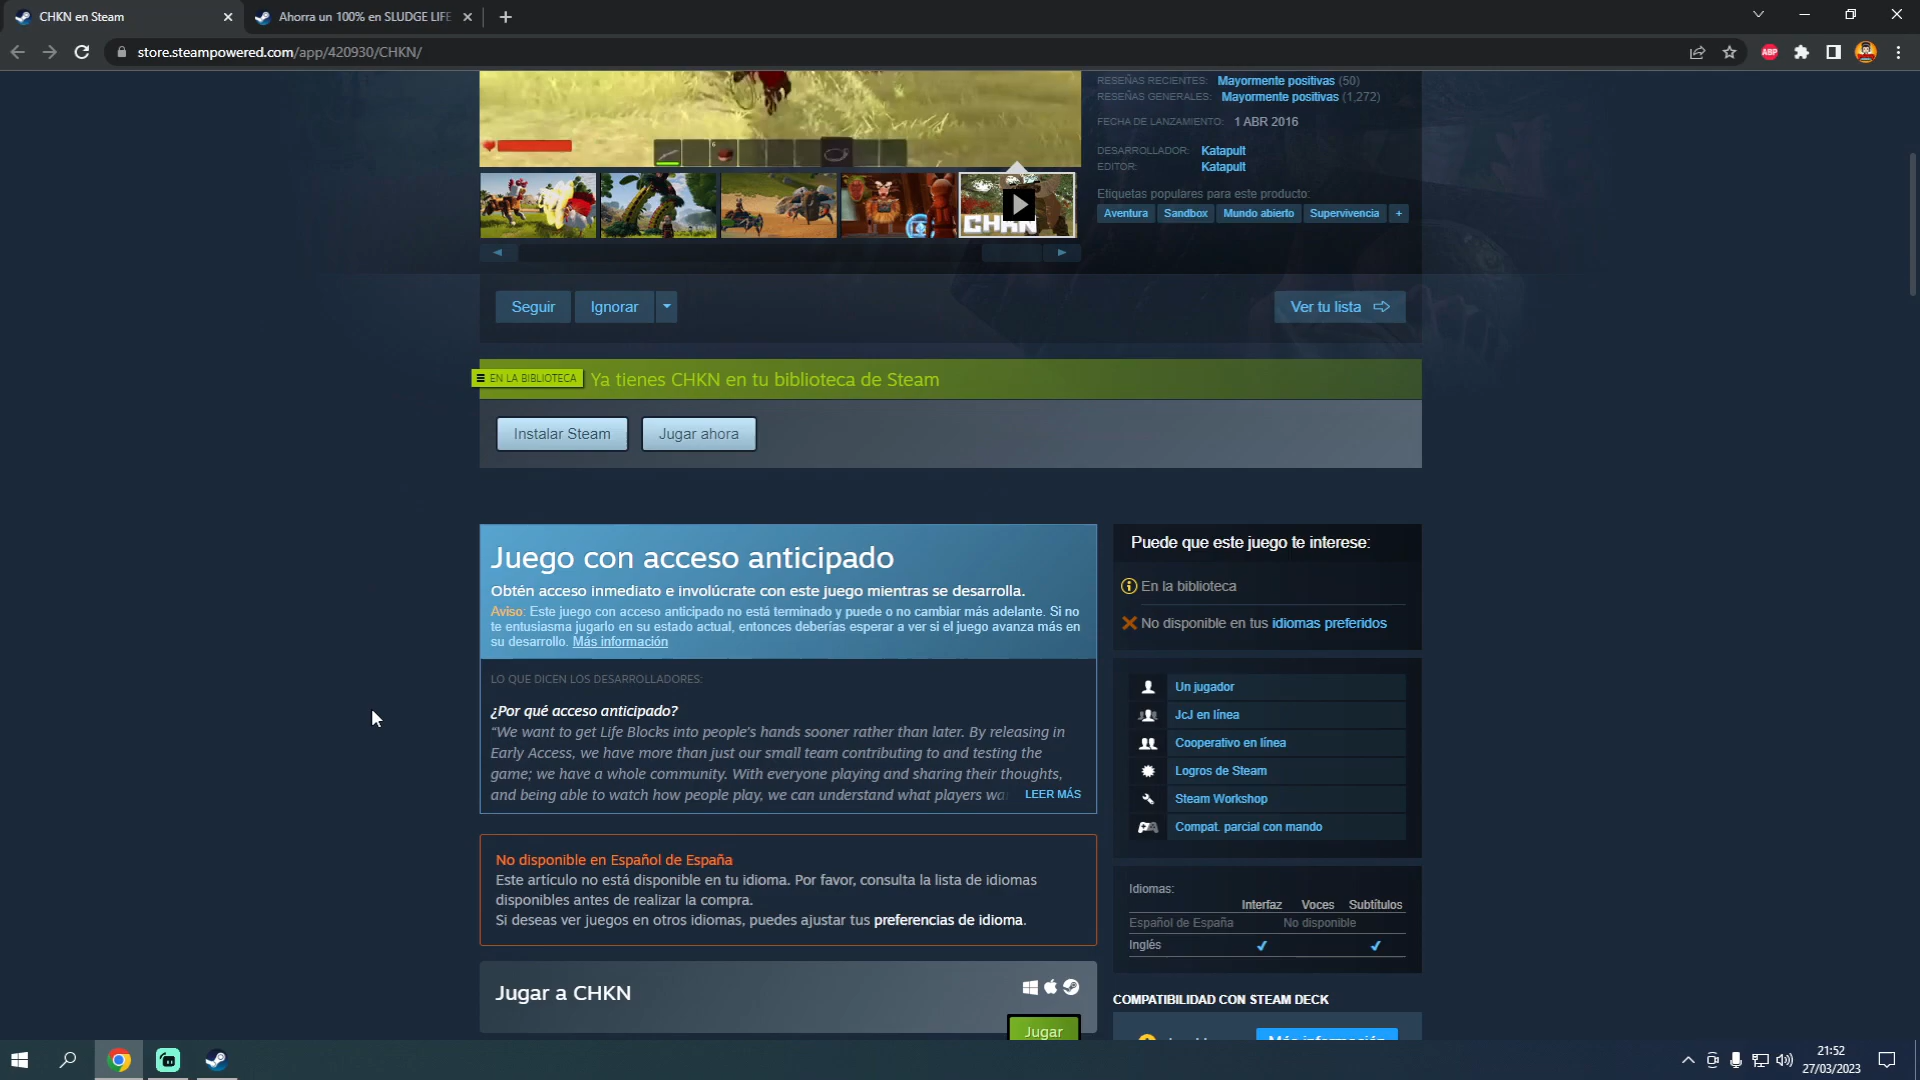 CHKN en Steam
Ahorra un 100% en SLUDGE LIFE
store.steampowered.com/app/420930/CHKN/
ABP
RESEÑAS RECIENTES: Mayormente positivas (50)
RESEÑAS GENERALES: Mayormente positivas (1,272)
FECHA DE LANZAMIENTO: 1 ABR 2016
DESARROLLADOR: Katapult
EDITOR: Katapult
Etiquetas populares para este producto:
Aventura Sandbox Mundo abierto Supervivencia +
CHKN
Seguir Ignorar Ver tu lista
EN LA BIBLIOTECA Ya tienes CHKN en tu biblioteca de Steam
Instalar Steam Jugar ahora
Juego con acceso anticipado
Obtén acceso inmediato e involúcrate con este juego mientras se desarrolla.
Aviso: Este juego con acceso anticipado no está terminado y puede o no cambiar más adelante. Si no
te entusiasma jugarlo en su estado actual, entonces deberías esperar a ver si el juego avanza más en
su desarrollo. Más información
LO QUE DICEN LOS DESARROLLADORES:
¿Por qué acceso anticipado?
“We want to get Life Blocks into people's hands sooner rather than later. By releasing in
Early Access, we have more than just our small team contributing to and testing the
game; we have a whole community. With everyone playing and sharing their thoughts,
and being able to watch how people play, we can understand what players wa LEER MÁS
No disponible en Español de España
Este artículo no está disponible en tu idioma. Por favor, consulta la lista de idiomas
disponibles antes de realizar la compra.
Si deseas ver juegos en otros idiomas, puedes ajustar tus preferencias de idioma.
Jugar a CHKN
Jugar
Puede que este juego te interese:
En la biblioteca
No disponible en tus idiomas preferidos
Un jugador
JcJ en línea
Cooperativo en línea
Logros de Steam
Steam Workshop
Compat. parcial con mando
Idiomas:
Interfaz Voces Subtítulos
Español de España No disponible
Inglés ✔ ✔
COMPATIBILIDAD CON STEAM DECK
Más información
21:52
27/03/2023